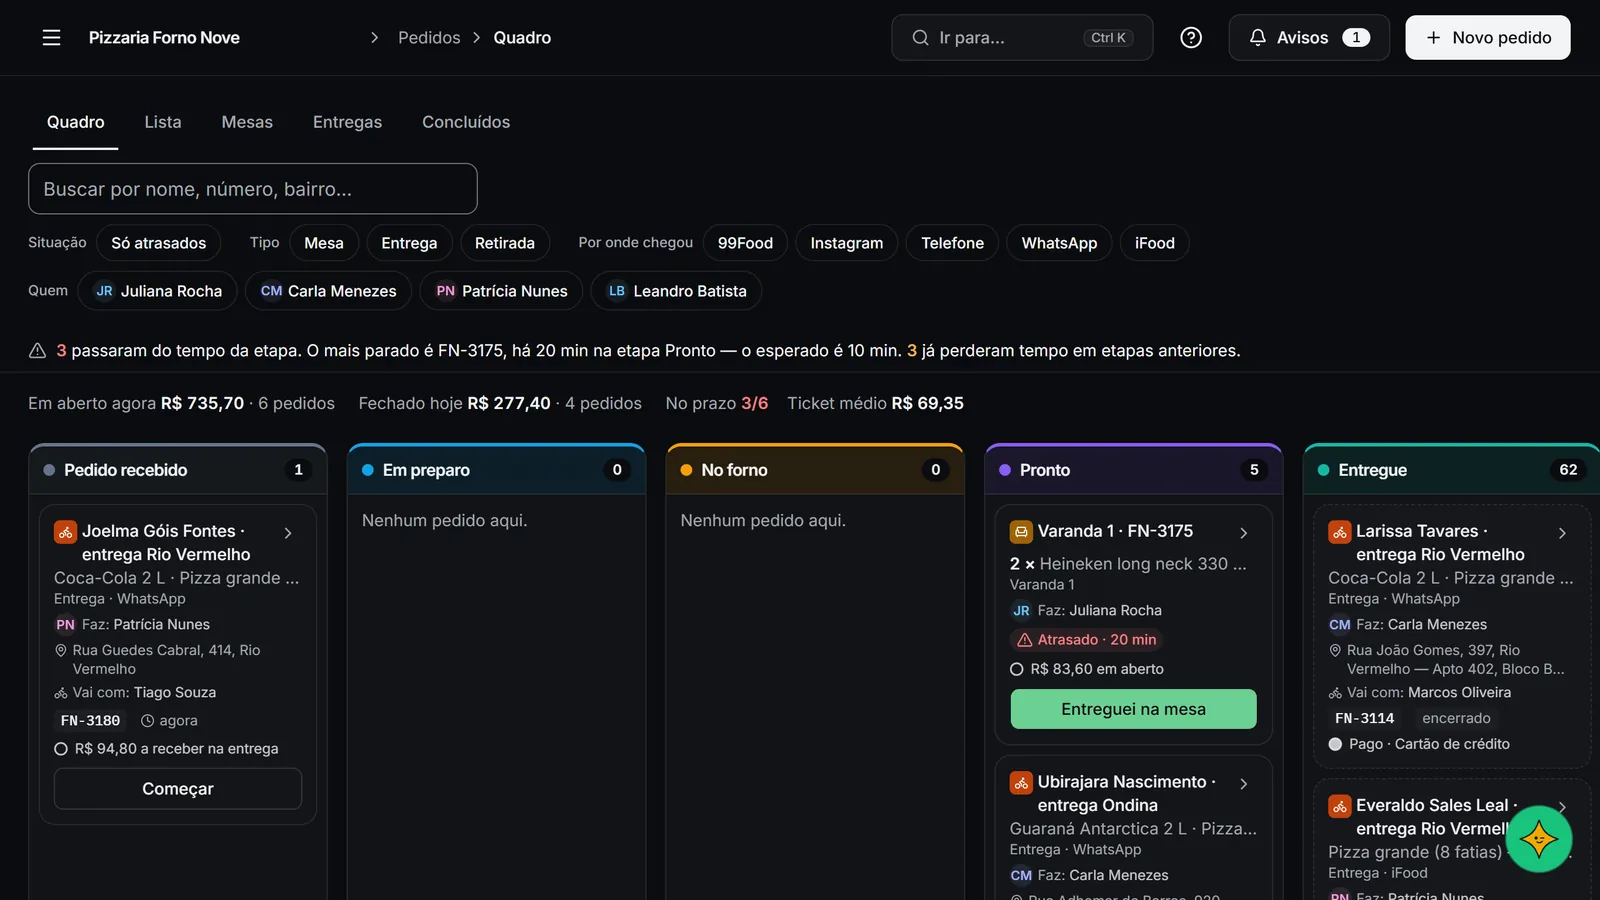 Pizzaria Forno Nove
Pedidos
Quadro
Ir para...
Ctrl K
Avisos 1
Novo pedido
Quadro
Lista
Mesas
Entregas
Concluídos
Buscar por nome, número, bairro...
Situação
Só atrasados
Tipo
Mesa
Entrega
Retirada
Por onde chegou
99Food
Instagram
Telefone
WhatsApp
iFood
Quem
JR Juliana Rocha
CM Carla Menezes
PN Patrícia Nunes
LB Leandro Batista
3 passaram do tempo da etapa. O mais parado é FN-3175, há 20 min na etapa Pronto — o esperado é 10 min. 3 já perderam tempo em etapas anteriores.
Em aberto agora R$ 735,70 · 6 pedidos
Fechado hoje R$ 277,40 · 4 pedidos
No prazo 3/6
Ticket médio R$ 69,35
Pedido recebido 1
Joelma Góis Fontes ·
entrega Rio Vermelho
Coca-Cola 2 L · Pizza grande ...
Entrega · WhatsApp
PN Faz: Patrícia Nunes
Rua Guedes Cabral, 414, Rio
Vermelho
Vai com: Tiago Souza
FN-3180 agora
R$ 94,80 a receber na entrega
Começar
Em preparo 0
Nenhum pedido aqui.
No forno 0
Nenhum pedido aqui.
Pronto 5
Varanda 1 · FN-3175
2 × Heineken long neck 330 ...
Varanda 1
JR Faz: Juliana Rocha
Atrasado · 20 min
R$ 83,60 em aberto
Entreguei na mesa
Ubirajara Nascimento ·
entrega Ondina
Guaraná Antarctica 2 L · Pizza...
Entrega · WhatsApp
CM Faz: Carla Menezes
Entregue 62
Larissa Tavares ·
entrega Rio Vermelho
Coca-Cola 2 L · Pizza grande ...
Entrega · WhatsApp
CM Faz: Carla Menezes
Rua João Gomes, 397, Rio
Vermelho — Apto 402, Bloco B...
Vai com: Marcos Oliveira
FN-3114 encerrado
Pago · Cartão de crédito
Everaldo Sales Leal ·
entrega Rio Vermel
Pizza grande (8 fatias)
Entrega · iFood
PN Faz: Patrícia Nunes